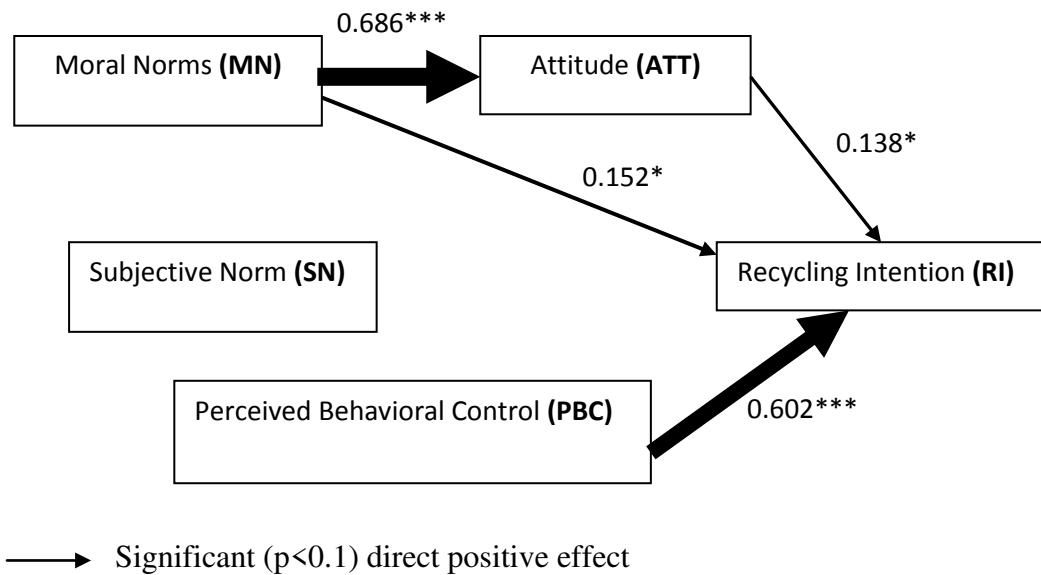 0.686***
Moral Norms (MN)
Attitude (ATT)
0.138*
0.152*
Subjective Norm (SN)
Recycling Intention (RI)
Perceived Behavioral Control (PBC)
0.602***
Significant (p<0.1) direct positive effect